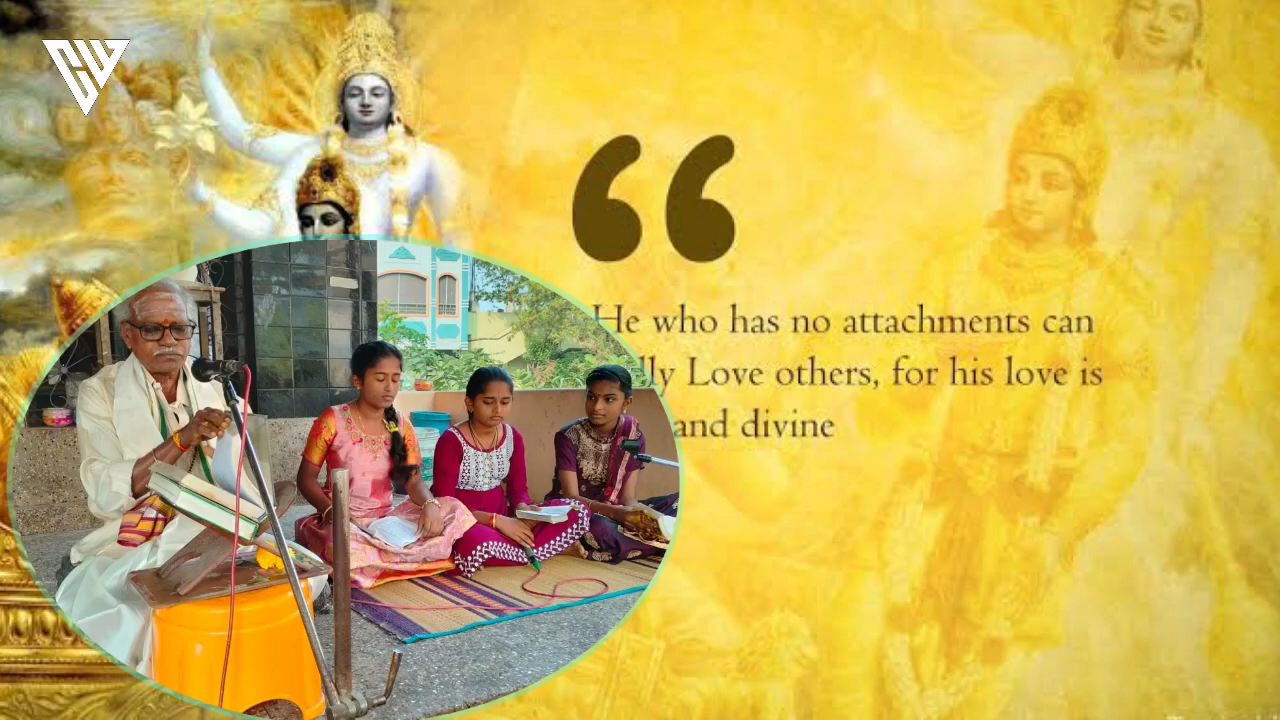 He who has no attachments can
lly Love others, for his love is
and divine